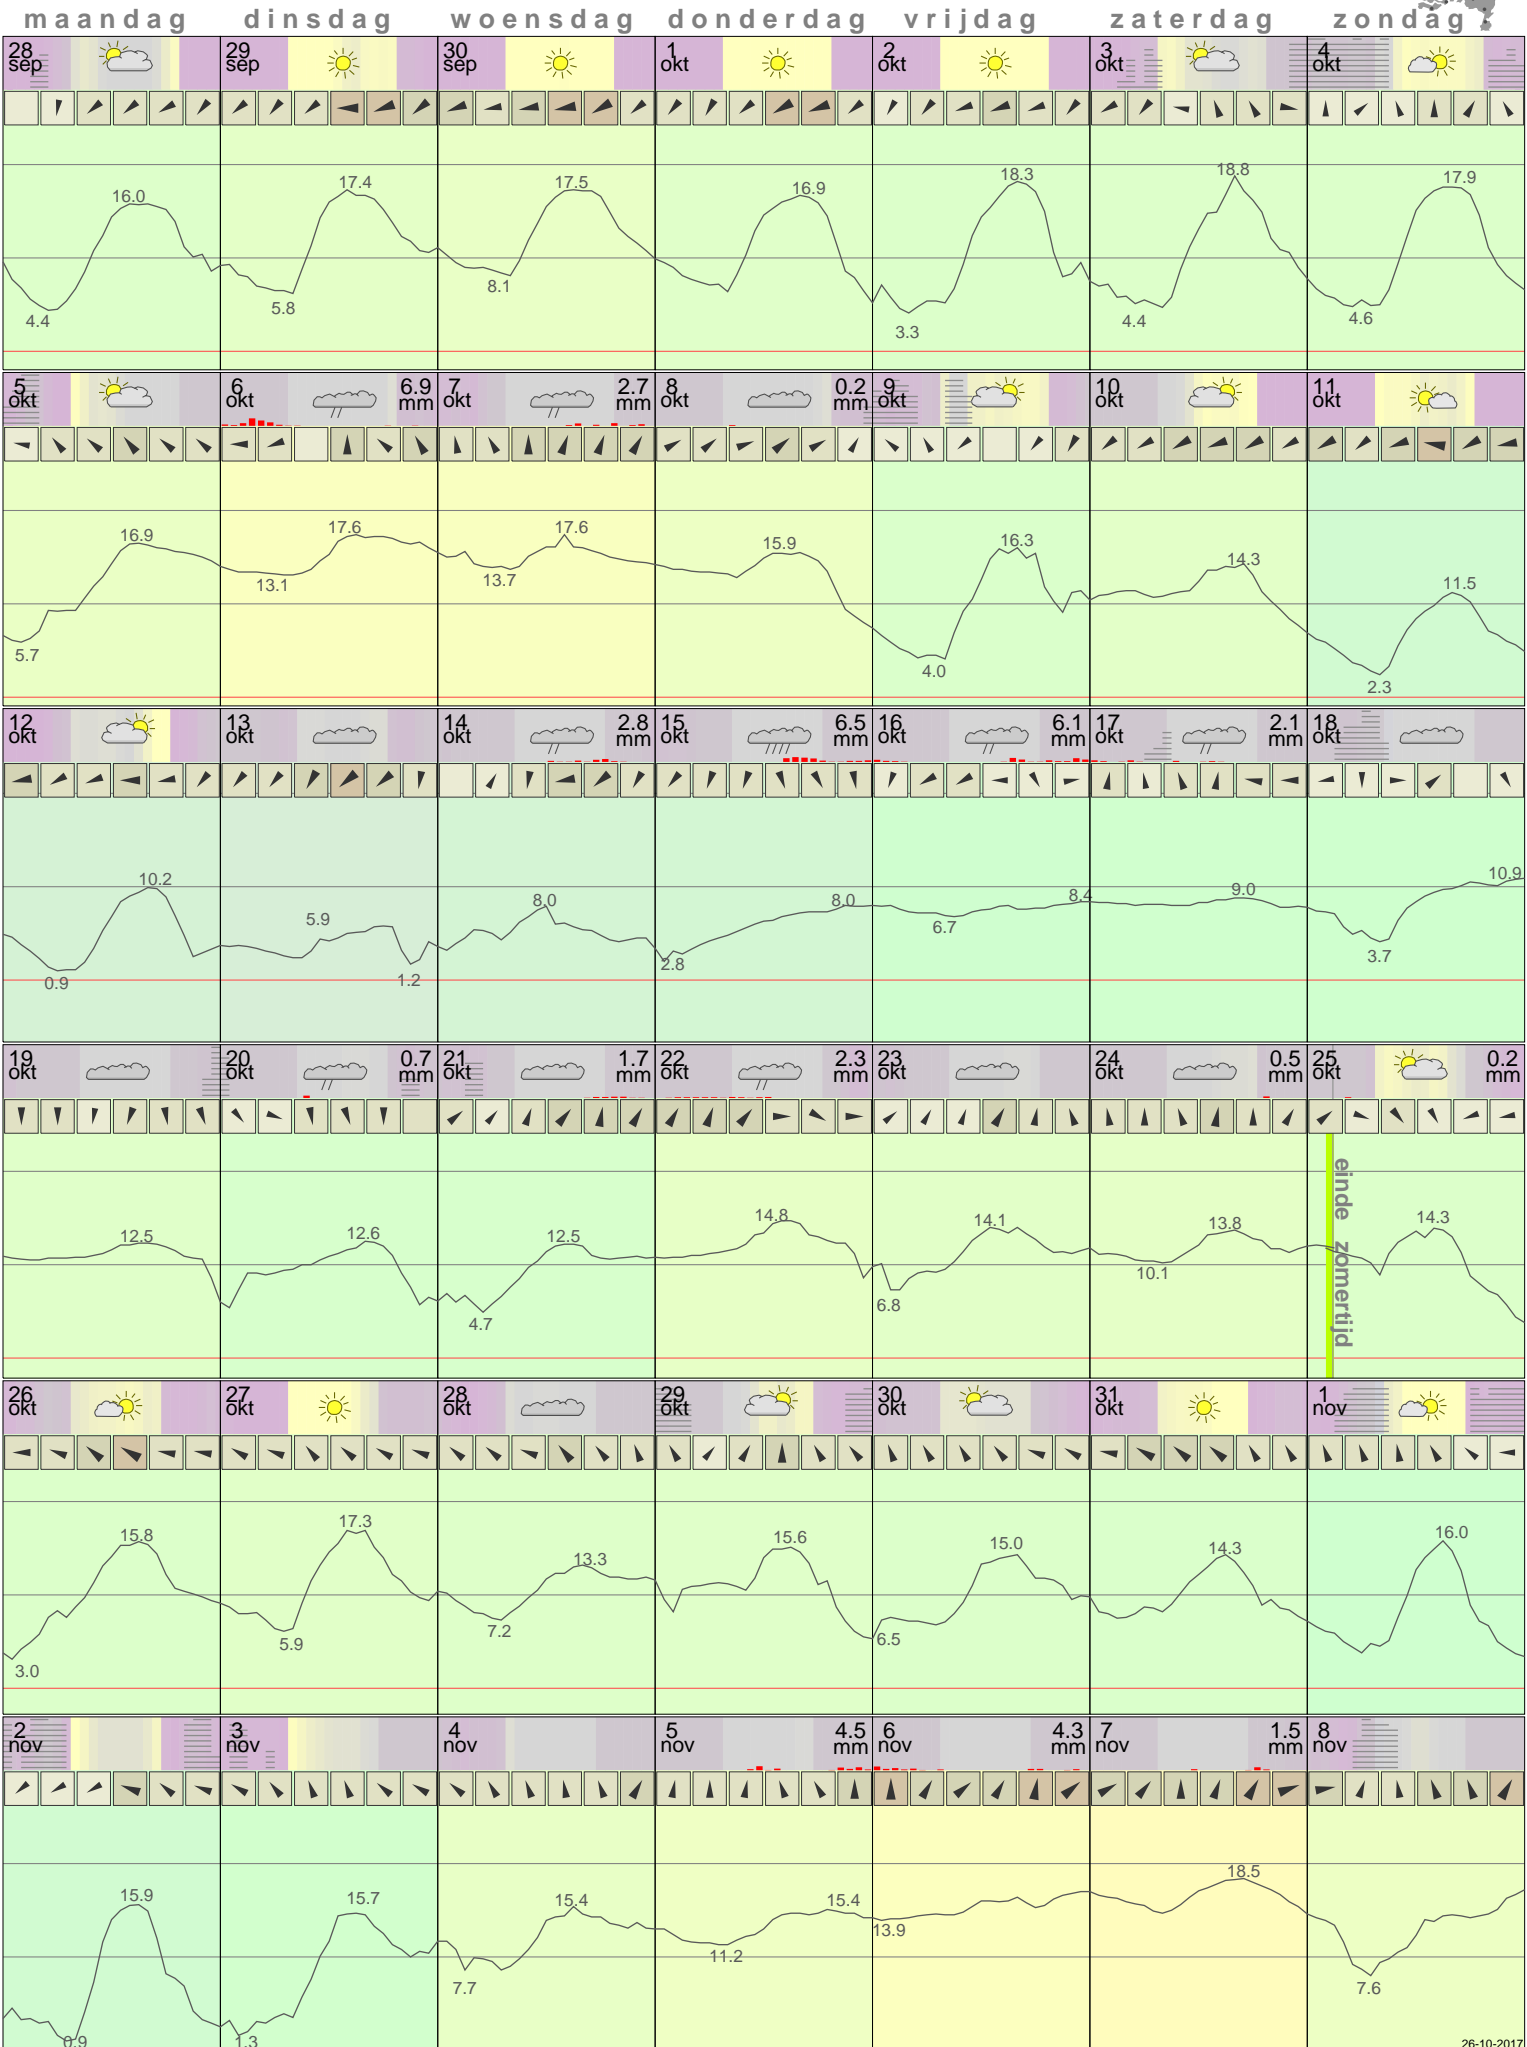 maandag dinsdag woensdag donderdag vrijdag zaterdag zondag
28 29 30 1 2 3 4
sep sep sep okt okt okt okt
16.0 17.4 17.5 16.9 18.3 18.8 17.9
4.4 5.8 8.1 3.3 4.4 4.6
5 6 6.9 7 2.7 8 0.2 9 10 11
okt okt mm okt mm okt mm okt okt okt
16.9 17.6 17.6 15.9 16.3 14.3 11.5
5.7 13.1 13.7 4.0 2.3
12 13 14 2.8 15 6.5 16 6.1 17 2.1 18
okt okt okt mm okt mm okt mm okt mm okt
10.2 5.9 8.0 8.0 8.4 9.0 10.9
0.9 1.2 2.8 6.7 3.7
19 20 0.7 21 1.7 22 2.3 23 24 0.5 25 0.2
okt okt mm okt mm okt mm okt okt mm okt mm
12.5 12.6 12.5 14.8 14.1 13.8 14.3
4.7 6.8 10.1
einde zomertijd
26 27 28 29 30 31 1
okt okt okt okt okt okt nov
15.8 17.3 13.3 15.6 15.0 14.3 16.0
3.0 5.9 7.2 6.5
2 3 4 5 4.5 6 4.3 7 1.5 8
nov nov nov nov mm nov mm nov mm nov
15.9 15.7 15.4 15.4 18.5
0.9 1.3 7.7 11.2 13.9 7.6
26-10-2017